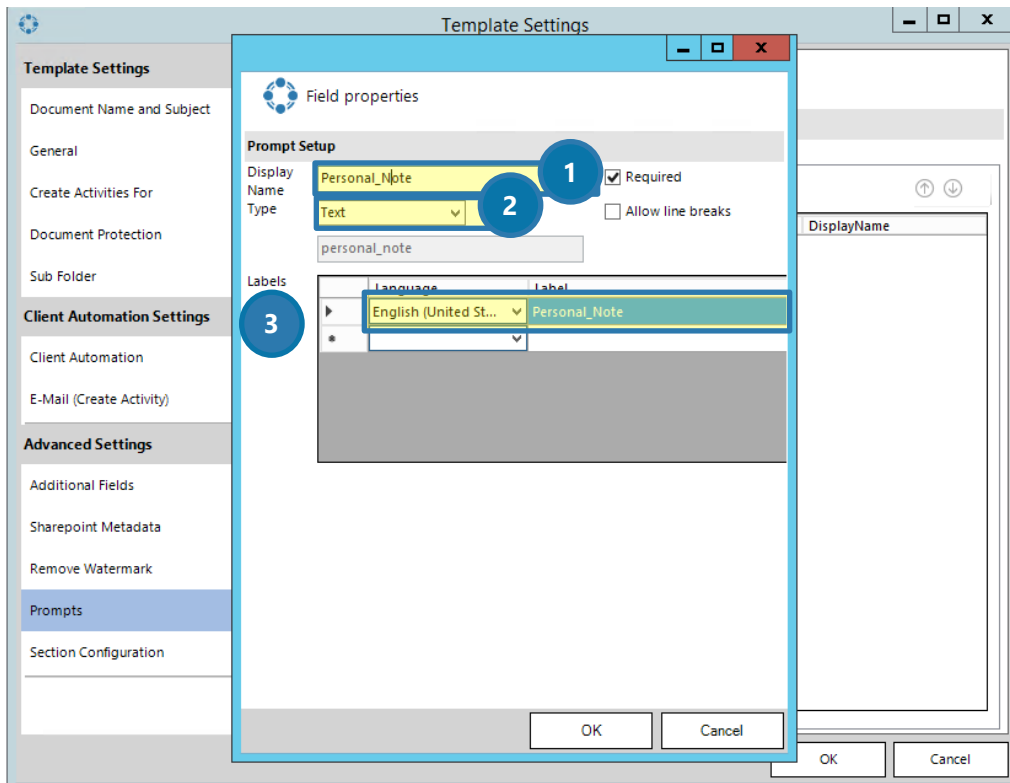 Template Settings
Template Settings
Document Name and Subject
General
Create Activities For
Document Protection
Sub Folder
Client Automation Settings
Client Automation
E-Mail (Create Activity)
Advanced Settings
Additional Fields
Sharepoint Metadata
Remove Watermark
Prompts
Section Configuration
Field properties
Prompt Setup
Display Name
Personal_Note
1
Required
Type
Text
2
Allow line breaks
personal_note
Labels
Language Label
3
English (United St... Personal_Note
OK Cancel
DisplayName
OK Cancel